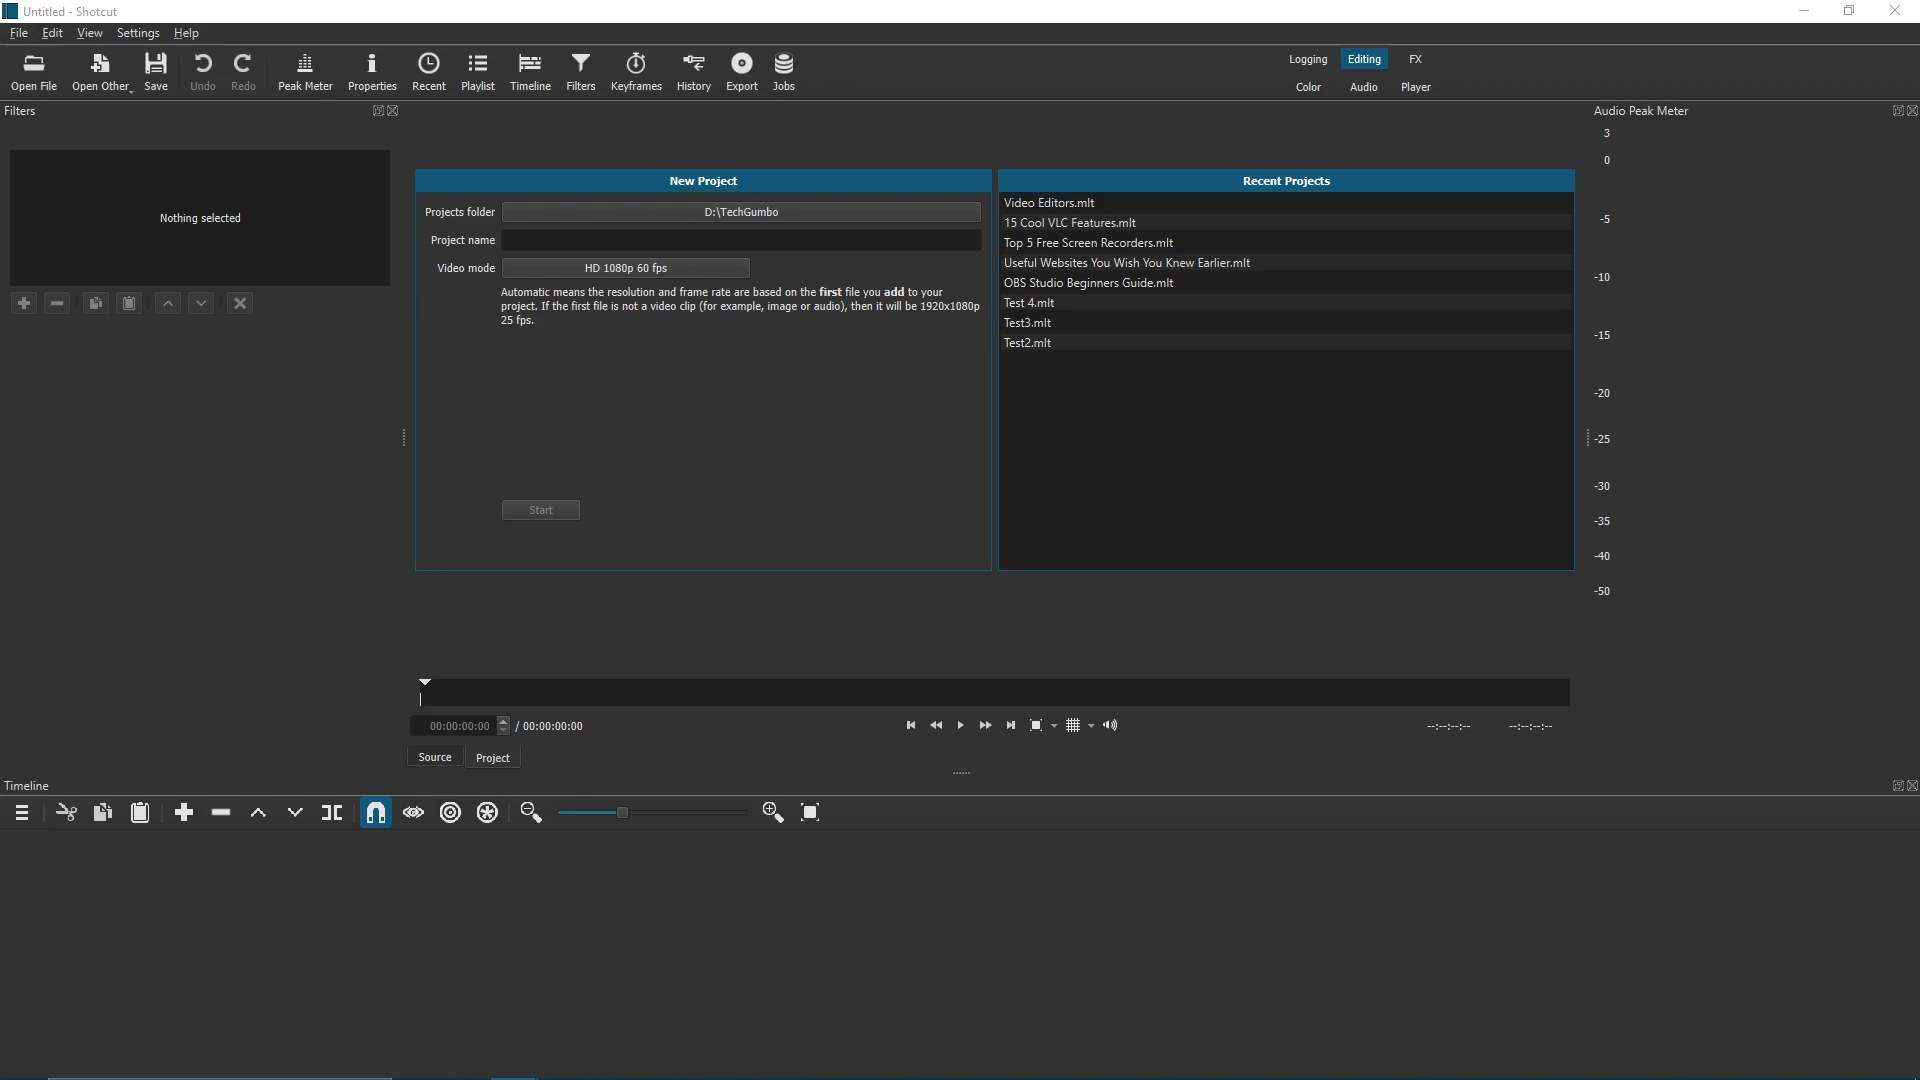 Untitled - Shotcut
File Edit View Settings Help
Open File Open Other Save Undo Redo Peak Meter Properties Recent Playlist Timeline Filters Keyframes History Export Jobs
Logging Editing FX
Color Audio Player
Filters
Nothing selected
New Project
Projects folder D:\TechGumbo
Project name
Video mode HD 1080p 60 fps
Automatic means the resolution and frame rate are based on the first file you add to your
project. If the first file is not a video clip (for example, image or audio), then it will be 1920x1080p
25 fps.
Start
Recent Projects
Video Editors.mlt
15 Cool VLC Features.mlt
Top 5 Free Screen Recorders.mlt
Useful Websites You Wish You Knew Earlier.mlt
OBS Studio Beginners Guide.mlt
Test 4.mlt
Test3.mlt
Test2.mlt
Audio Peak Meter
3
0
-5
-10
-15
-20
-25
-30
-35
-40
-50
00:00:00:00 / 00:00:00:00
--:--:--:-- --:--:--:--
Source Project
Timeline